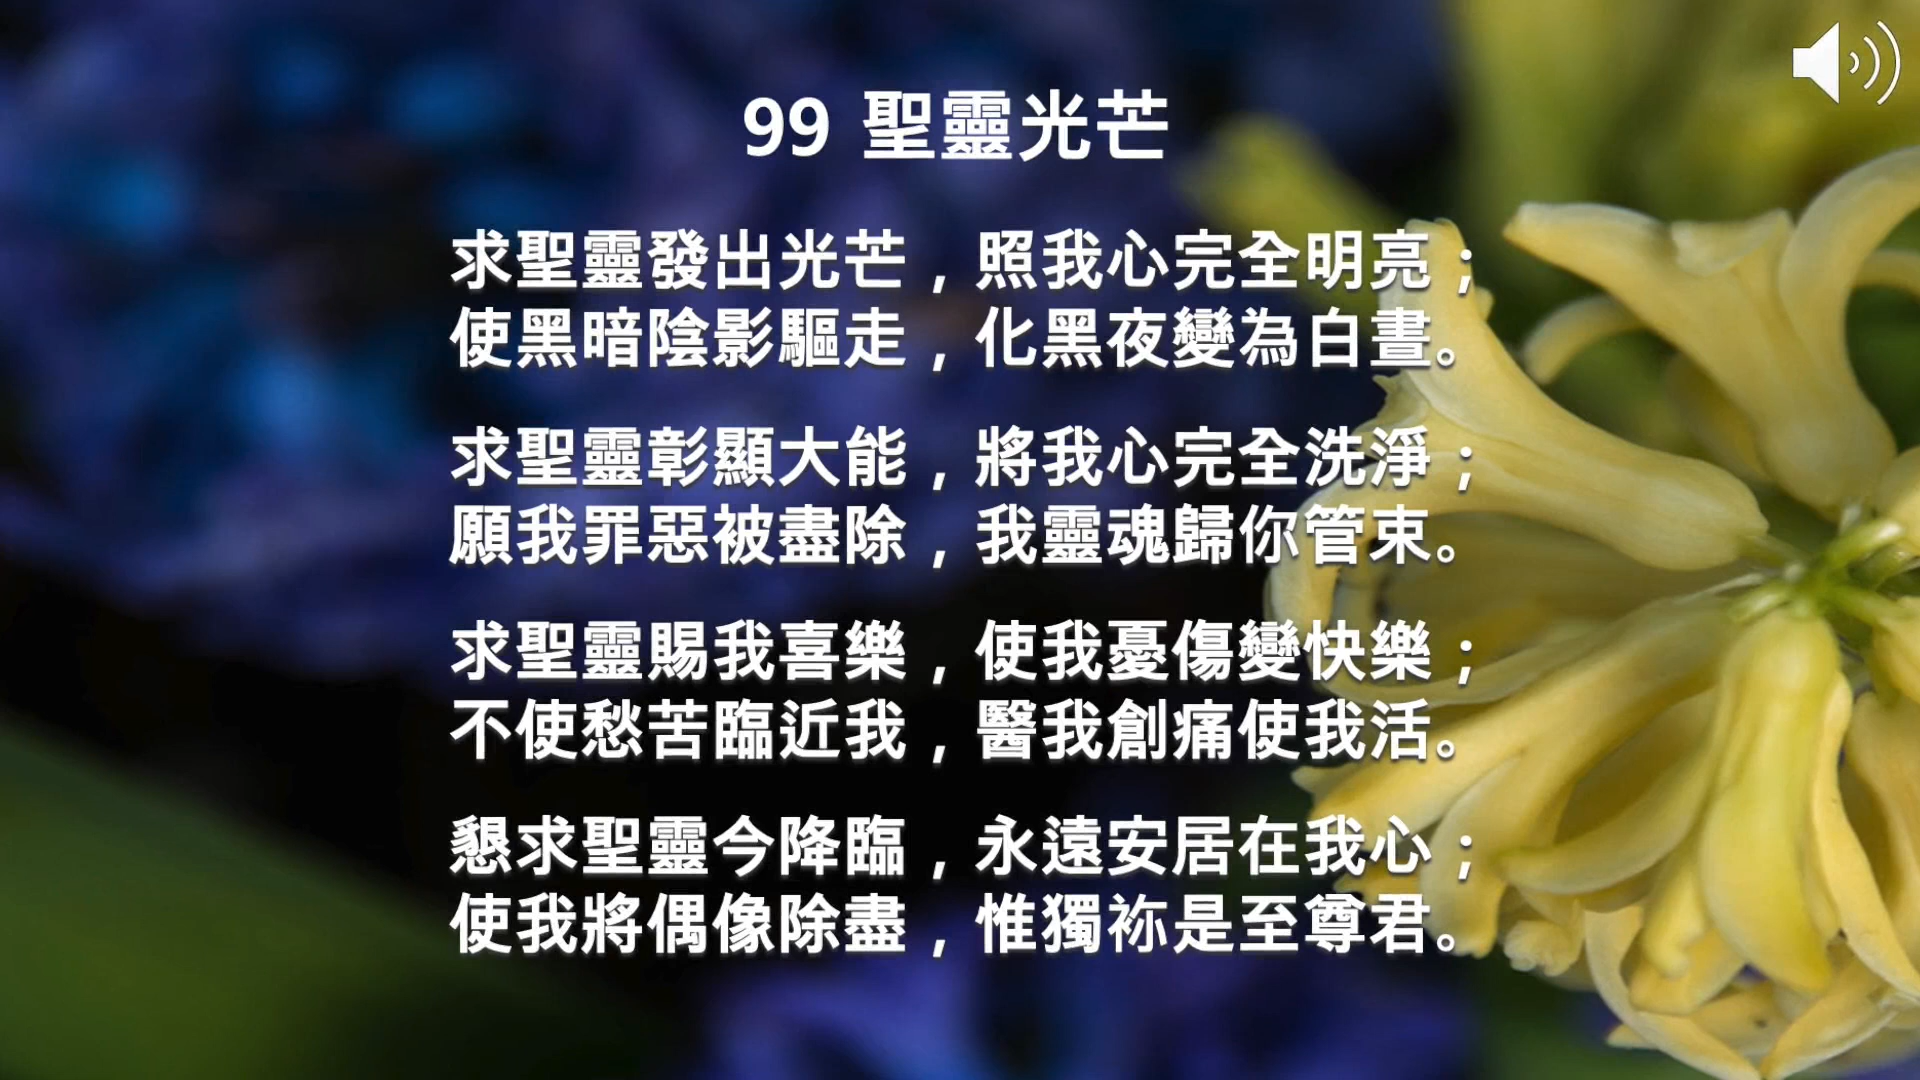 99 聖靈光芒
求聖靈發出光芒，照我心完全明亮；
使黑暗陰影驅走，化黑夜變為白晝。
求聖靈彰顯大能，將我心完全洗淨；
願我罪惡被盡除，我靈魂歸你管束。
求聖靈賜我喜樂，使我憂傷變快樂；
不使愁苦臨近我，醫我創痛使我活。
懇求聖靈今降臨，永遠安居在我心；
使我將偶像除盡，惟獨祢是至尊君。